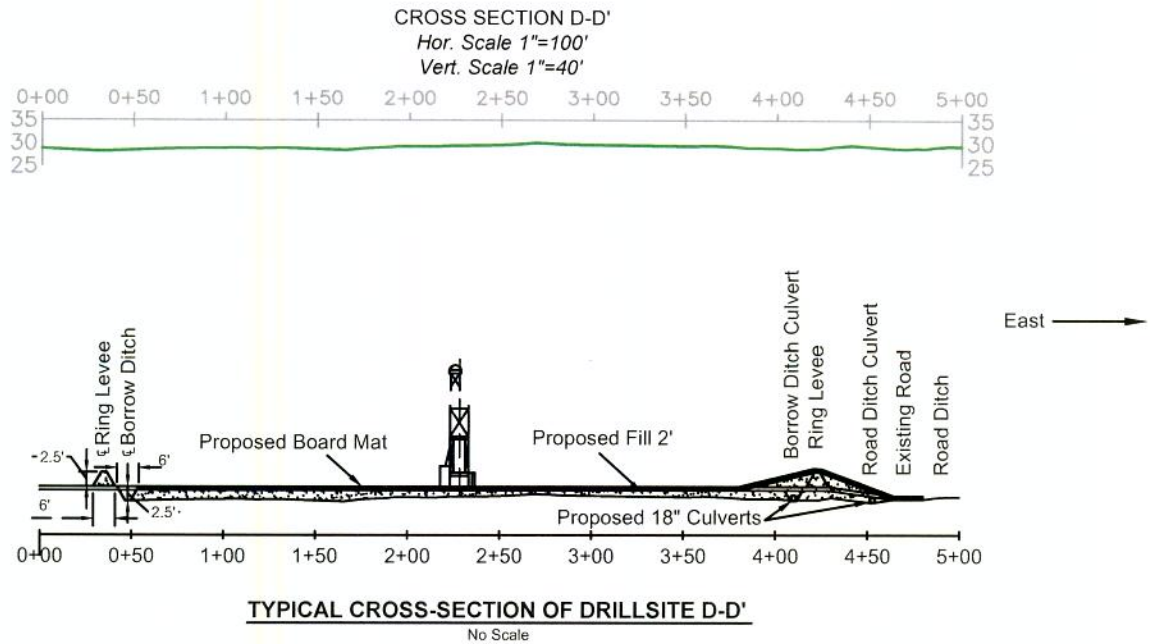 CROSS SECTION D-D'
Hor. Scale 1"=100'
Vert. Scale 1"=40'
0+00 0+50 1+00 1+50 2+00 2+50 3+00 3+50 4+00 4+50 5+00
35 35
30 30
25 25
℄ Ring Levee
℄ Borrow Ditch
Borrow Ditch Culvert
Ring Levee
Road Ditch Culvert
Existing Road
Road Ditch
East
Proposed Board Mat
Proposed Fill 2'
2.5'
6'
6'
2.5'
Proposed 18" Culverts
0+00 0+50 1+00 1+50 2+00 2+50 3+00 3+50 4+00 4+50 5+00
TYPICAL CROSS-SECTION OF DRILLSITE D-D'
No Scale